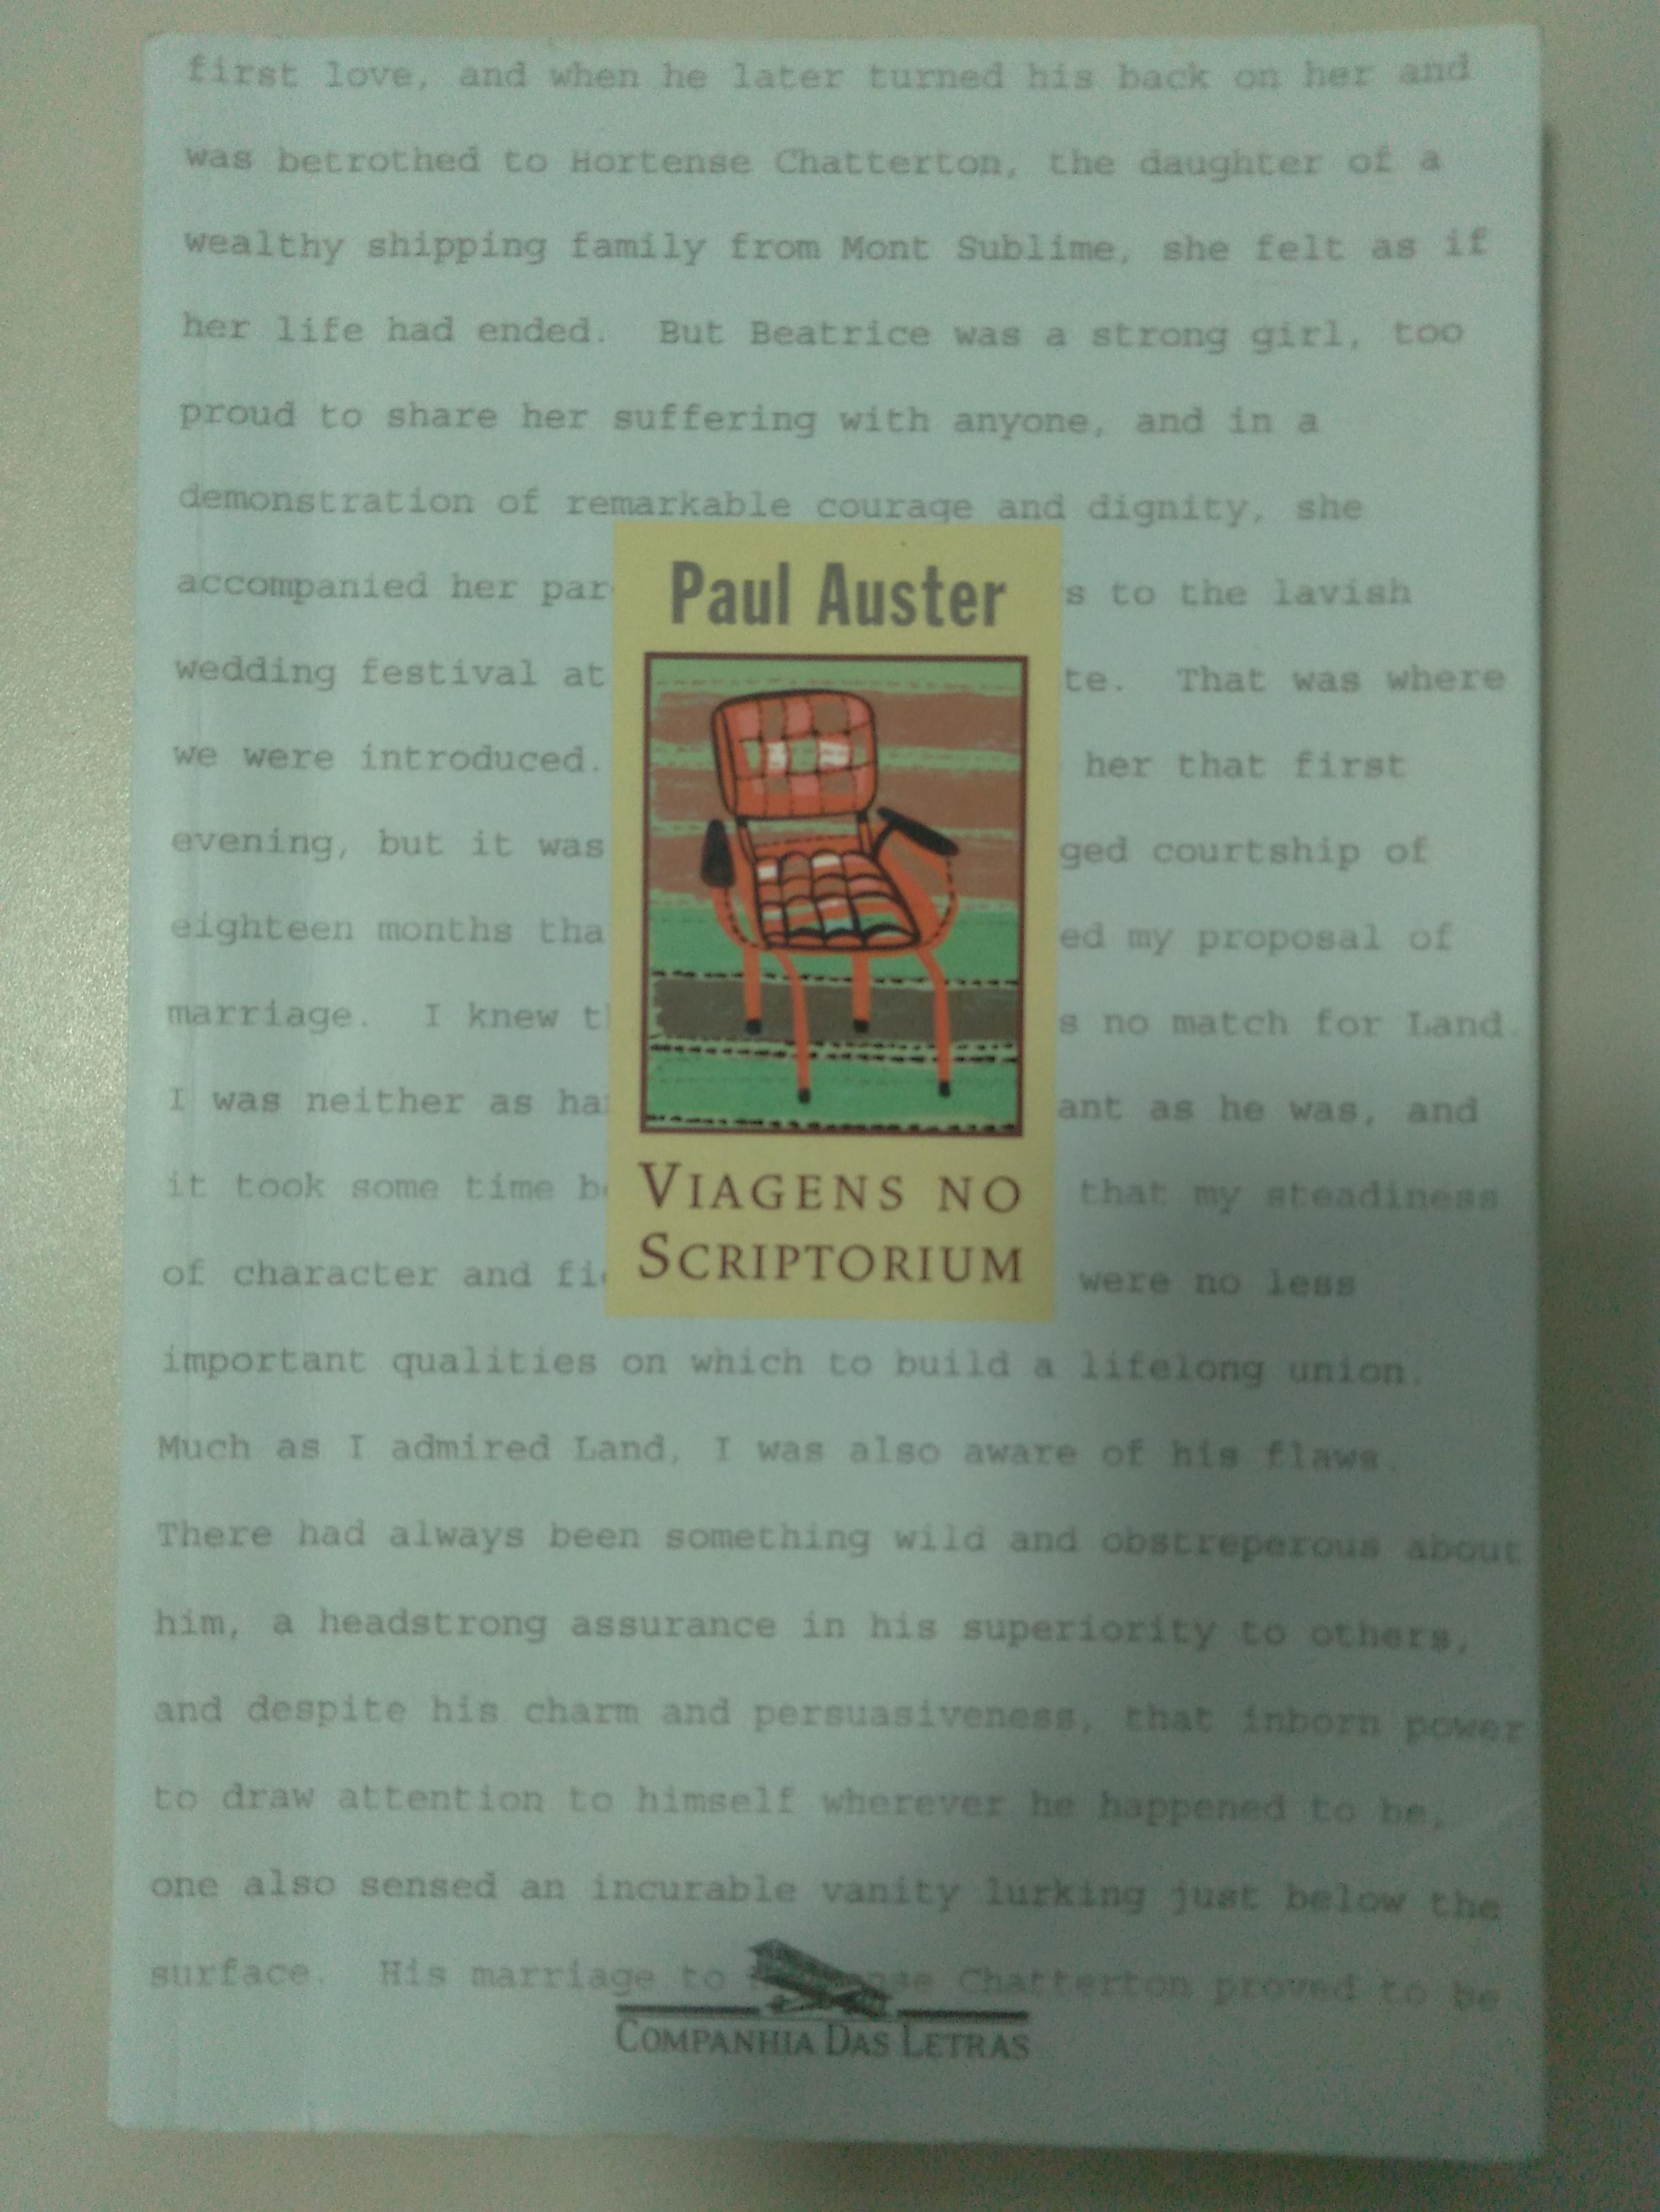 first love, and when he later turned his back on her and
was betrothed to Hortense Chatterton, the daughter of a
wealthy shipping family from Mont Sublime, she felt as if
her life had ended. But Beatrice was a strong girl, too
proud to share her suffering with anyone, and in a
demonstration of remarkable courage and dignity, she
accompanied her par s to the lavish
wedding festival at te. That was where
we were introduced. her that first
evening, but it was ged courtship of
eighteen months tha ed my proposal of
marriage. I knew t s no match for Land.
I was neither as ha ant as he was, and
it took some time b that my steadiness
of character and fi were no less
important qualities on which to build a lifelong union.
Much as I admired Land, I was also aware of his flaws.
There had always been something wild and obstreperous about
him, a headstrong assurance in his superiority to others,
and despite his charm and persuasiveness, that inborn power
to draw attention to himself wherever he happened to be,
one also sensed an incurable vanity lurking just below the
surface. His marriage to Chatterton proved to be
Paul Auster
VIAGENS NO
SCRIPTORIUM
COMPANHIA DAS LETRAS